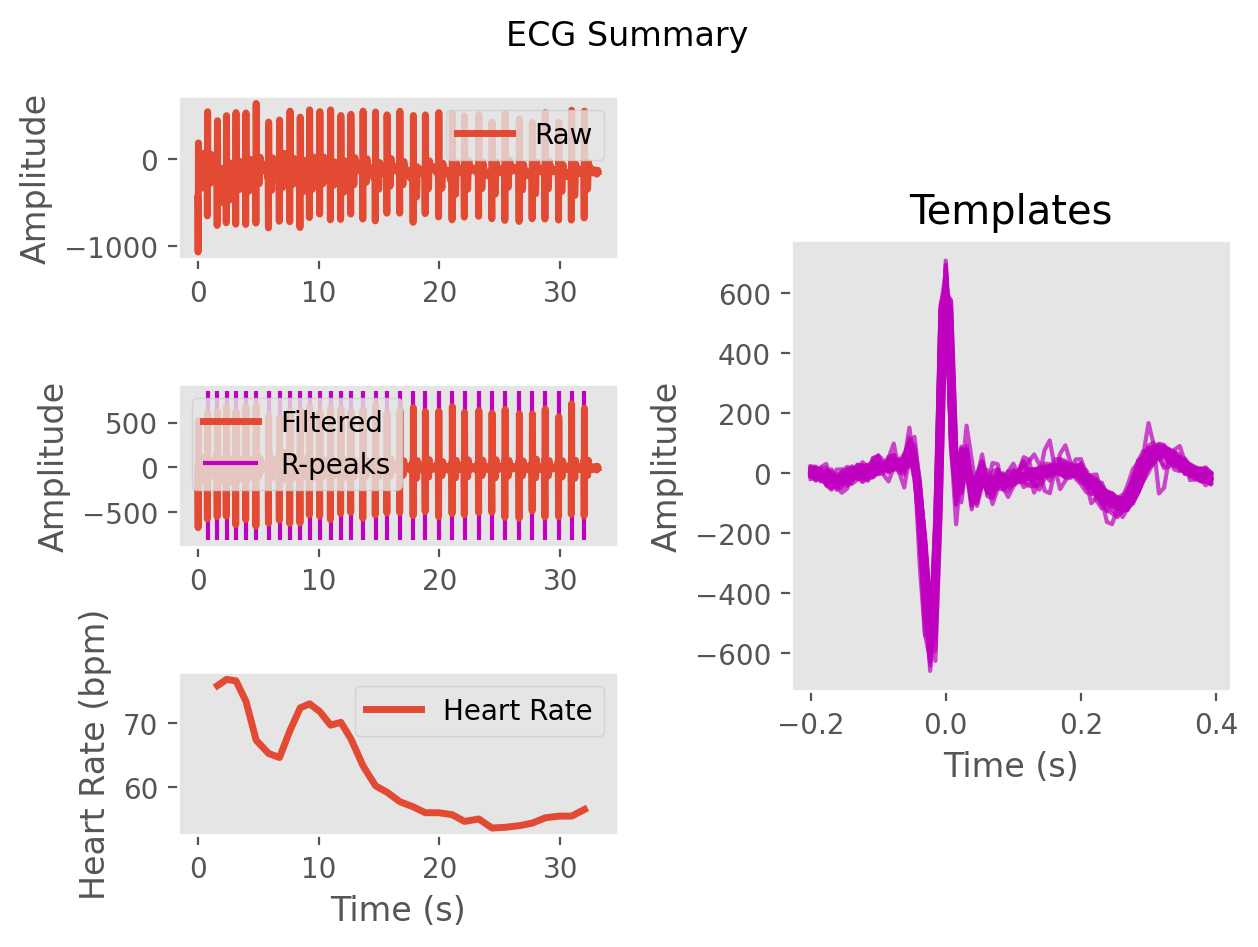 ECG Summary
Amplitude
0
−1000
Raw
0 10 20 30
Amplitude
500
0
−500
Filtered
R-peaks
0 10 20 30
Heart Rate (bpm)
70
60
Heart Rate
0 10 20 30
Time (s)
Templates
Amplitude
600
400
200
0
−200
−400
−600
−0.2 0.0 0.2 0.4
Time (s)